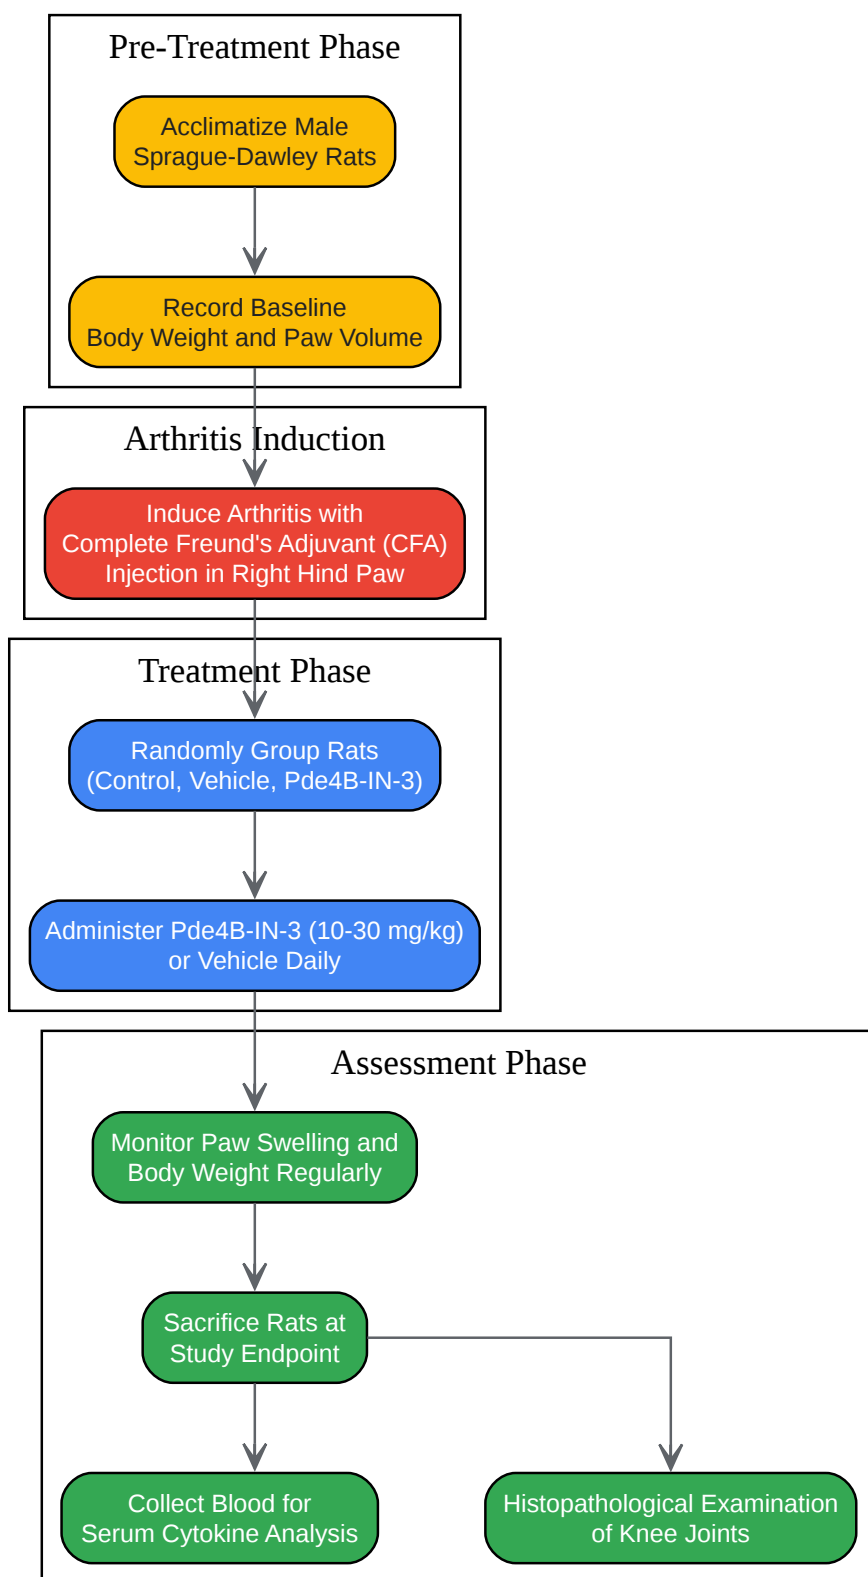 Pre-Treatment Phase
Acclimatize Male
Sprague-Dawley Rats
Record Baseline
Body Weight and Paw Volume
Arthritis Induction
Induce Arthritis with
Complete Freund's Adjuvant (CFA)
Injection in Right Hind Paw
Treatment Phase
Randomly Group Rats
(Control, Vehicle, Pde4B-IN-3)
Administer Pde4B-IN-3 (10-30 mg/kg)
or Vehicle Daily
Assessment Phase
Monitor Paw Swelling and
Body Weight Regularly
Sacrifice Rats at
Study Endpoint
Collect Blood for
Serum Cytokine Analysis
Histopathological Examination
of Knee Joints